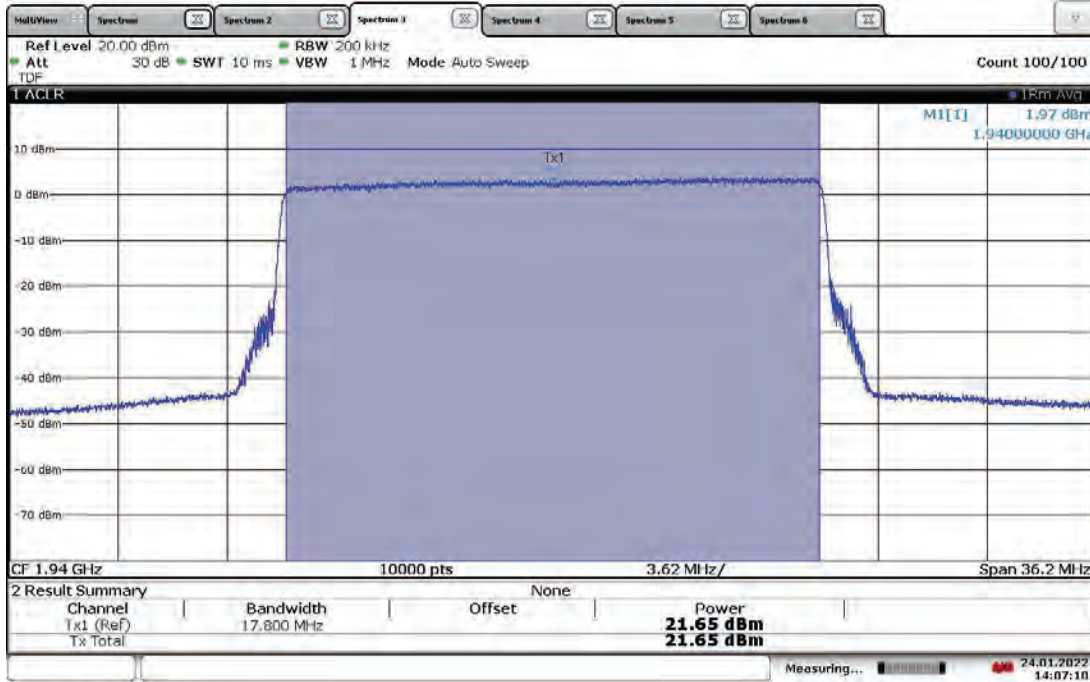 MultiView Spectrum Spectrum 2 Spectrum 3 Spectrum 4 Spectrum 5 Spectrum 6
Ref Level 20.00 dBm RBW 200 kHz
Att 30 dB SWT 10 ms VBW 1 MHz Mode Auto Sweep Count 100/100
TDF
1 ACLR 1Rm Avg
M1[1] 1.97 dBm
1.94000000 GHz
10 dBm
Tx1
0 dBm
-10 dBm
-20 dBm
-30 dBm
-40 dBm
-50 dBm
-60 dBm
-70 dBm
CF 1.94 GHz 10000 pts 3.62 MHz/ Span 36.2 MHz
2 Result Summary None
Channel Bandwidth Offset Power
Tx1 (Ref) 17.800 MHz 21.65 dBm
Tx Total 21.65 dBm
Measuring... 24.01.2022
14:07:10